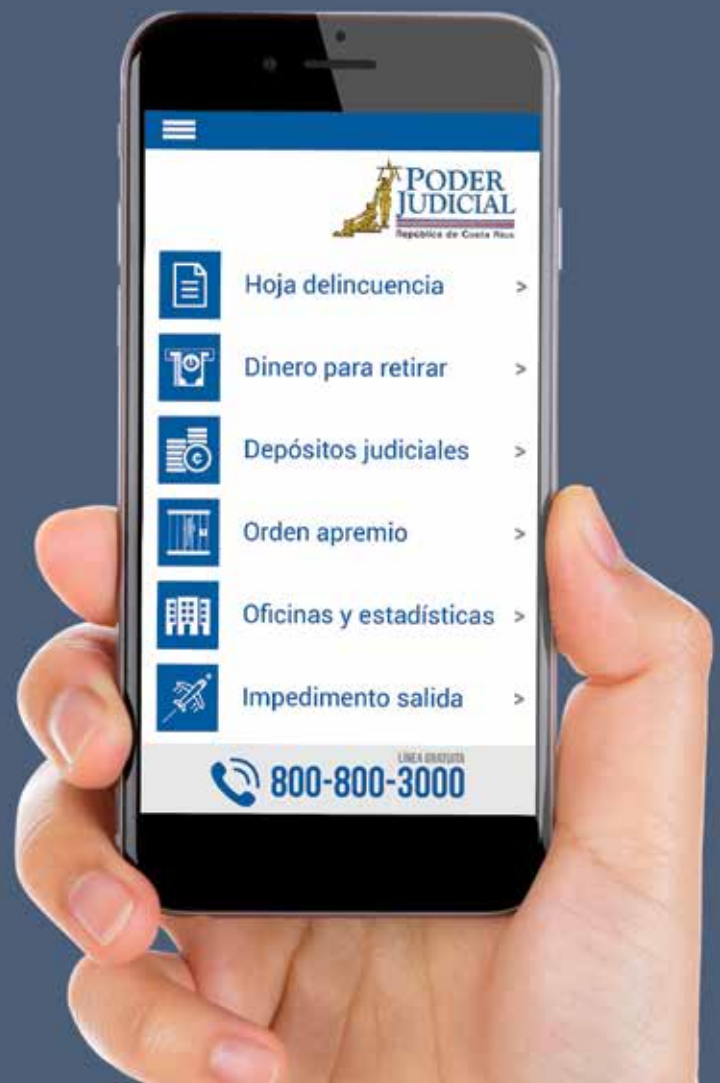 PODER
JUDICIAL
República de Costa Rica
Hoja delincuencia >
Dinero para retirar >
Depósitos judiciales >
Orden apremio >
Oficinas y estadísticas >
Impedimento salida >
LÍNEA GRATUITA
800-800-3000